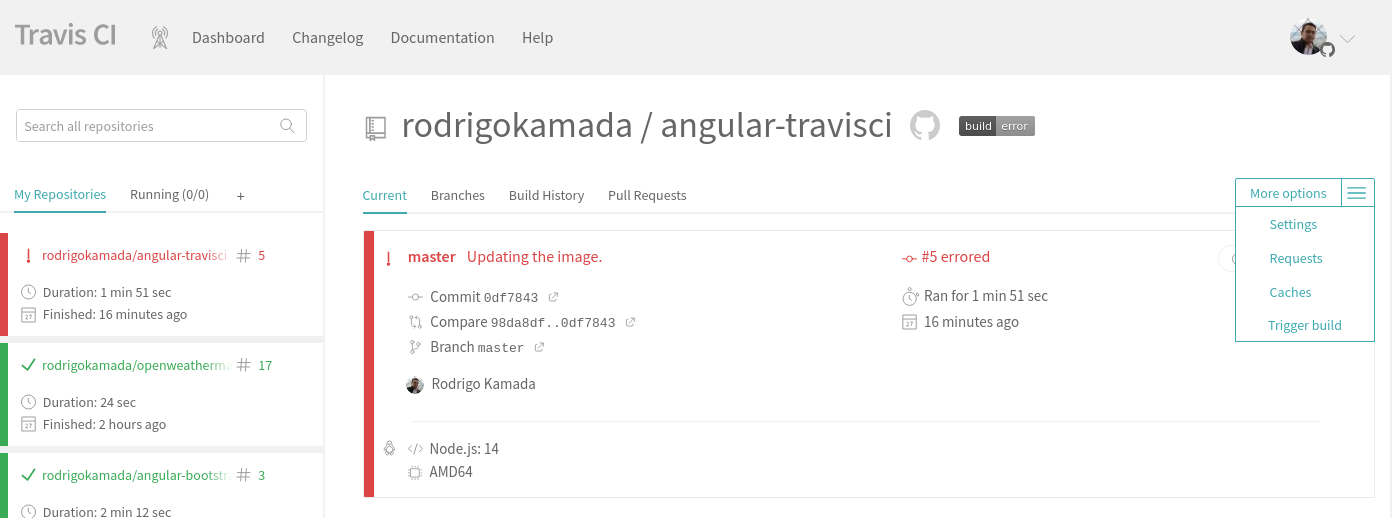 Travis CI
Dashboard Changelog Documentation Help
Search all repositories
My Repositories Running (0/0) +
rodrigokamada/angular-travisci # 5
Duration: 1 min 51 sec
Finished: 16 minutes ago
rodrigokamada/openweatherma # 17
Duration: 24 sec
Finished: 2 hours ago
rodrigokamada/angular-bootstr # 3
Duration: 2 min 12 sec
rodrigokamada / angular-travisci build error
Current Branches Build History Pull Requests
More options
Settings
Requests
Caches
Trigger build
! master Updating the image.
Commit 0df7843
Compare 98da8df..0df7843
Branch master
Rodrigo Kamada
#5 errored
Ran for 1 min 51 sec
27 16 minutes ago
</> Node.js: 14
AMD64